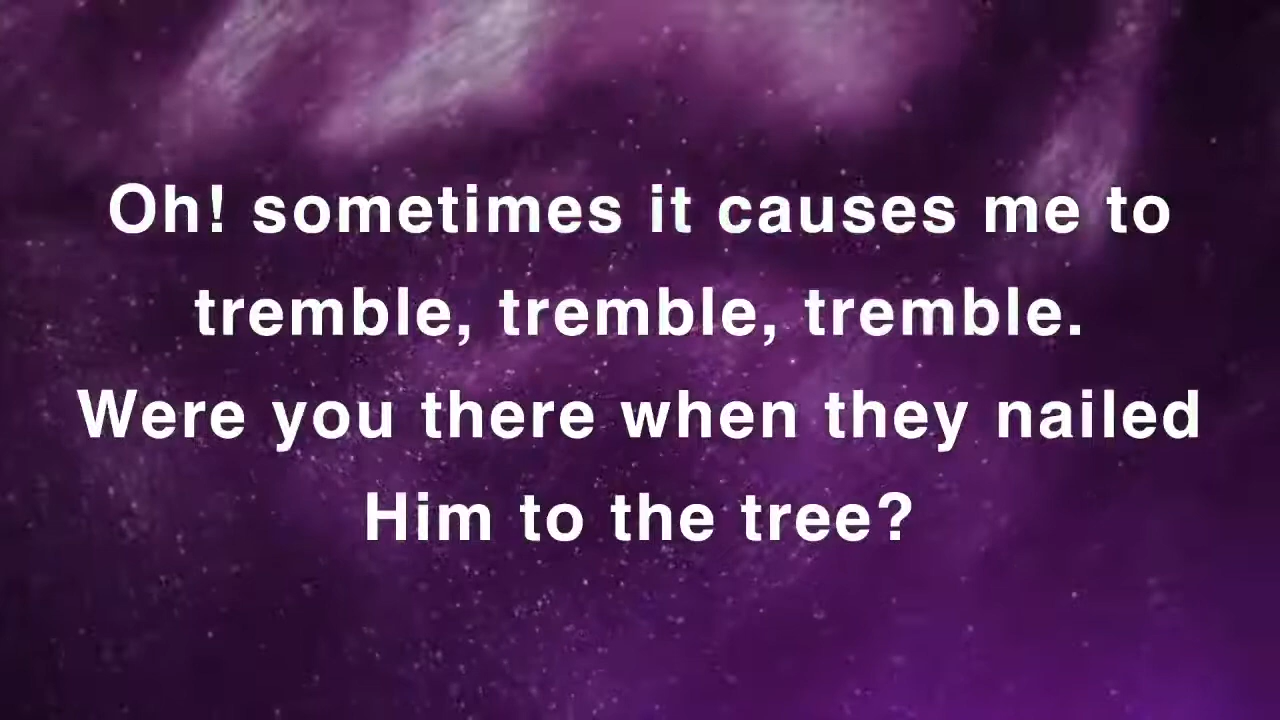 Oh! sometimes it causes me to
tremble, tremble, tremble.
Were you there when they nailed
Him to the tree?